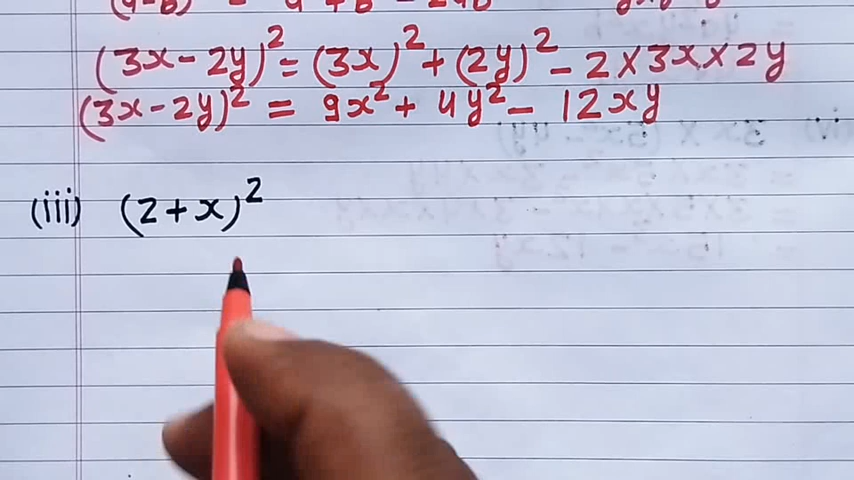 (3x - 2y)² = (3x)² + (2y)² - 2 × 3x × 2y
(3x - 2y)² = 9x² + 4y² - 12xy
(iii) (2 + x)²